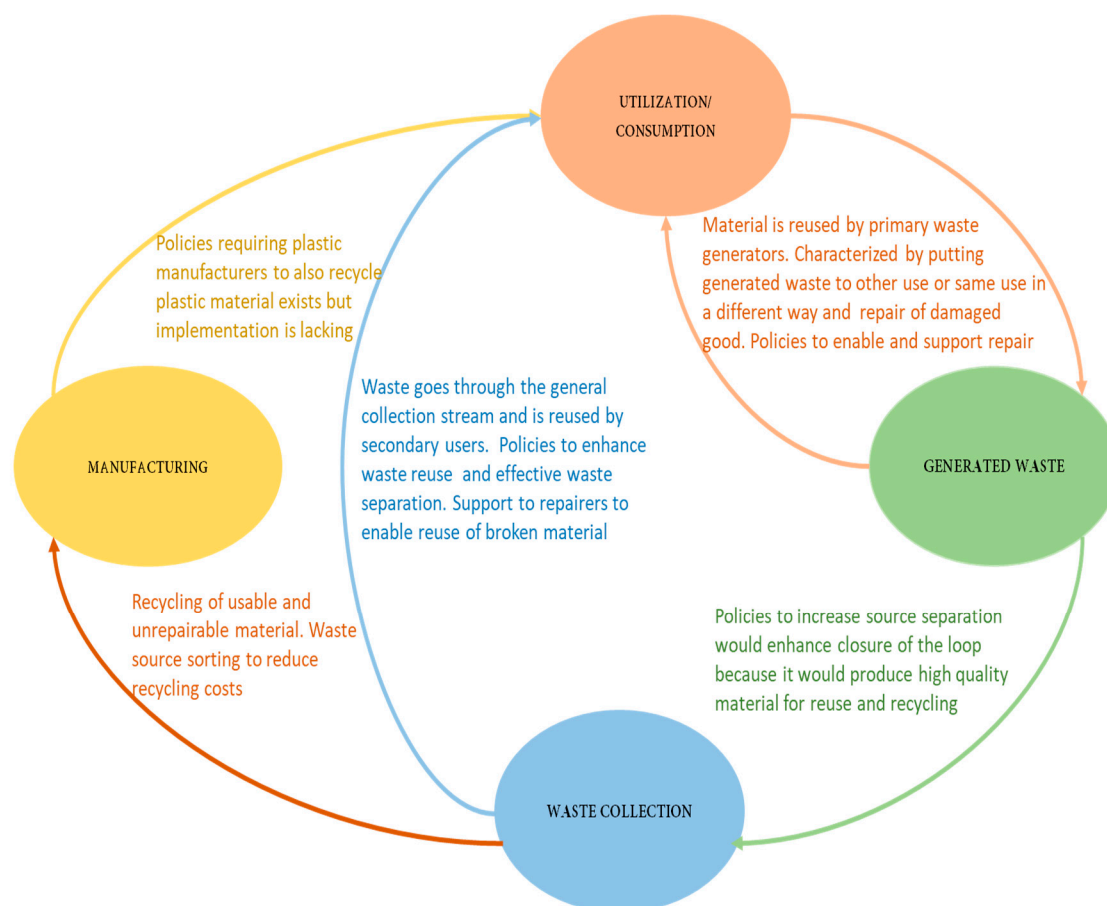 UTILIZATION/
CONSUMPTION
Policies requiring plastic
manufacturers to also recycle
plastic material exists but
implementation is lacking
Material is reused by primary waste
generators. Characterized by putting
generated waste to other use or same use in
a different way and repair of damaged
good. Policies to enable and support repair
MANUFACTURING
Waste goes through the general
collection stream and is reused by
secondary users. Policies to enhance
waste reuse and effective waste
separation. Support to repairers to
enable reuse of broken material
GENERATED WASTE
Recycling of usable and
unrepairable material. Waste
source sorting to reduce
recycling costs
Policies to increase source separation
would enhance closure of the loop
because it would produce high quality
material for reuse and recycling
WASTE COLLECTION